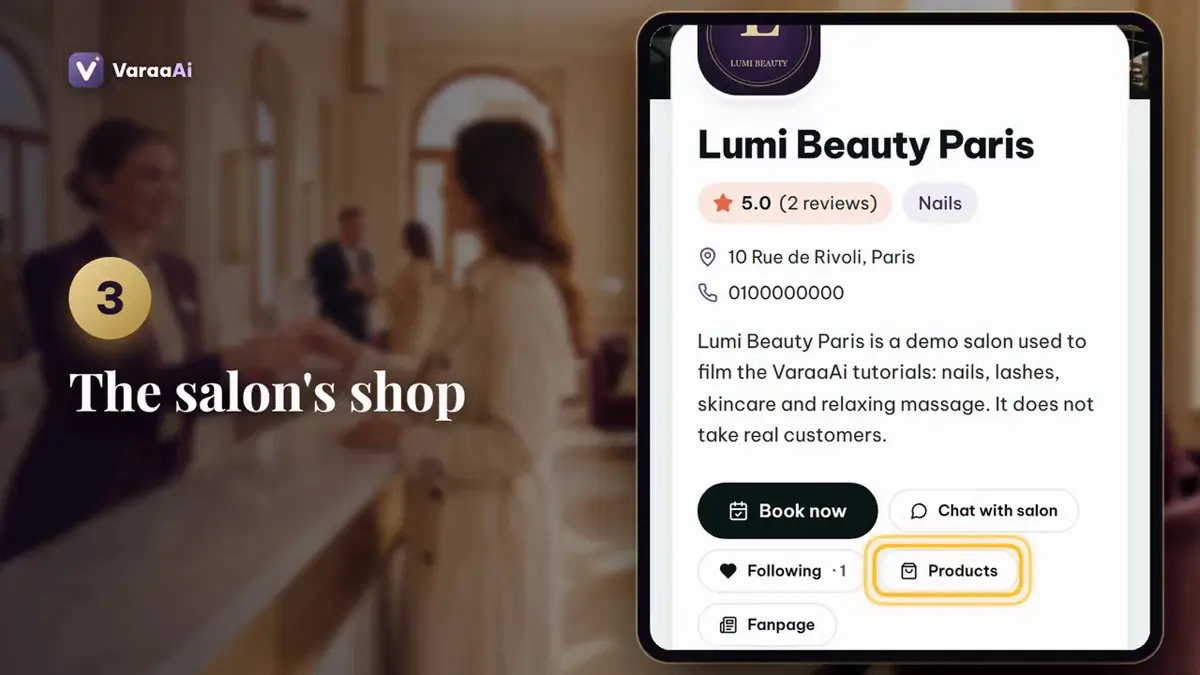 VaraaAi
3
The salon's shop
LUMI BEAUTY
Lumi Beauty Paris
5.0 (2 reviews)
Nails
10 Rue de Rivoli, Paris
0100000000
Lumi Beauty Paris is a demo salon used to
film the VaraaAi tutorials: nails, lashes,
skincare and relaxing massage. It does not
take real customers.
Book now
Chat with salon
Following · 1
Products
Fanpage